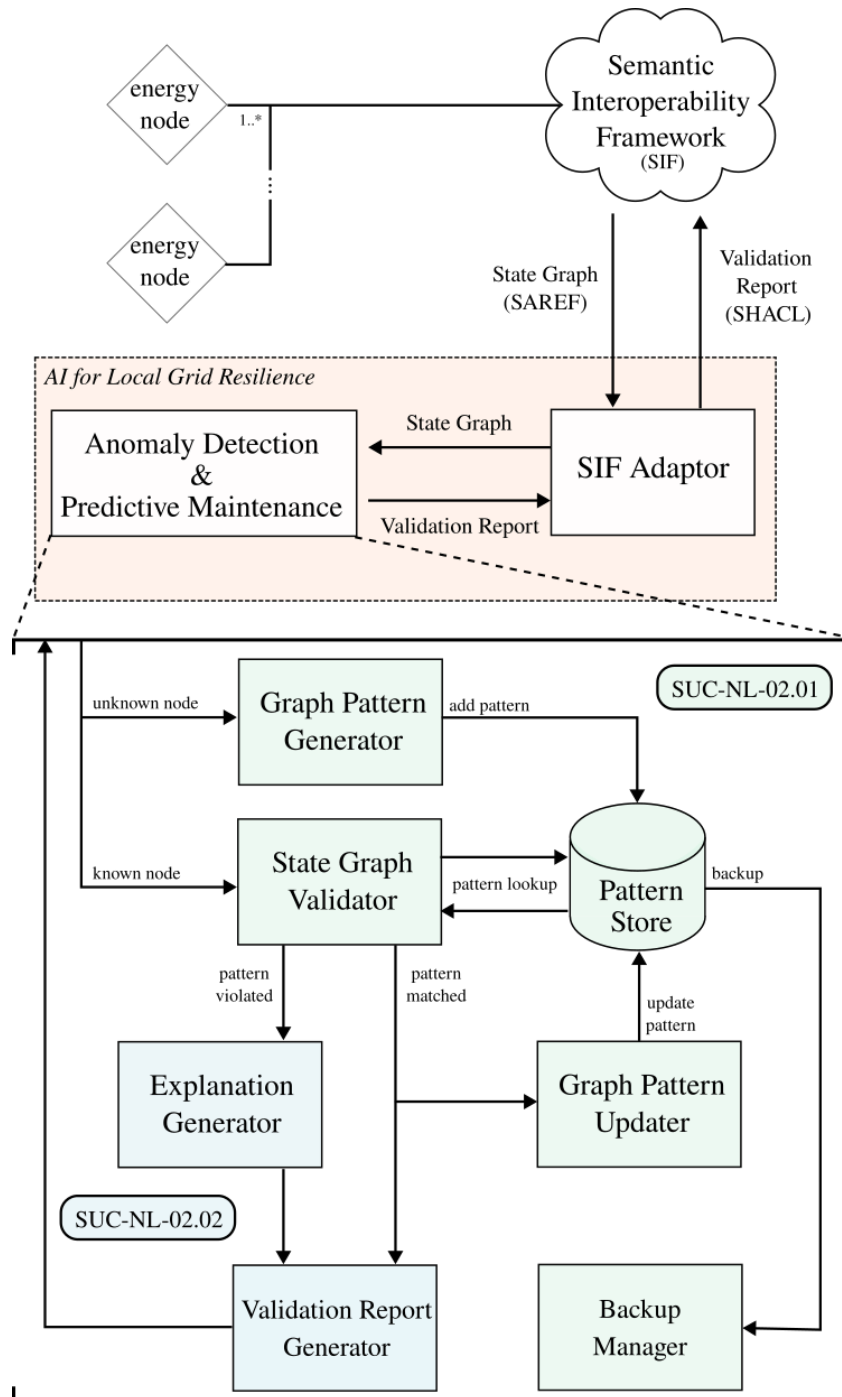 energy
node
1..*
...
energy
node
Semantic
Interoperability
Framework
(SIF)
State Graph
(SAREF)
Validation
Report
(SHACL)
AI for Local Grid Resilience
Anomaly Detection
&
Predictive Maintenance
State Graph
Validation Report
SIF Adaptor
unknown node
Graph Pattern
Generator
add pattern
SUC-NL-02.01
known node
State Graph
Validator
pattern lookup
Pattern
Store
backup
pattern
violated
pattern
matched
update
pattern
Explanation
Generator
Graph Pattern
Updater
SUC-NL-02.02
Validation Report
Generator
Backup
Manager